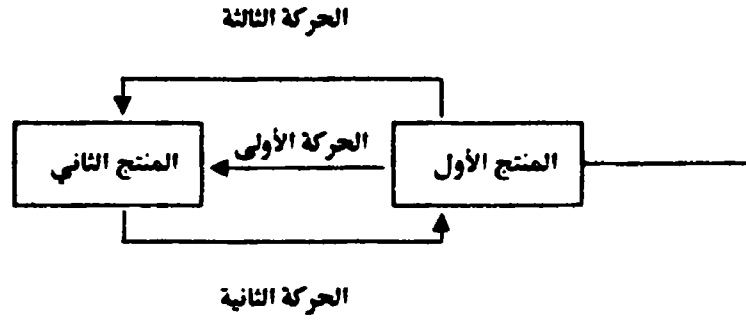 الحركة الثالثة
المنتج الأول
الحركة الأولى
المنتج الثاني
الحركة الثانية